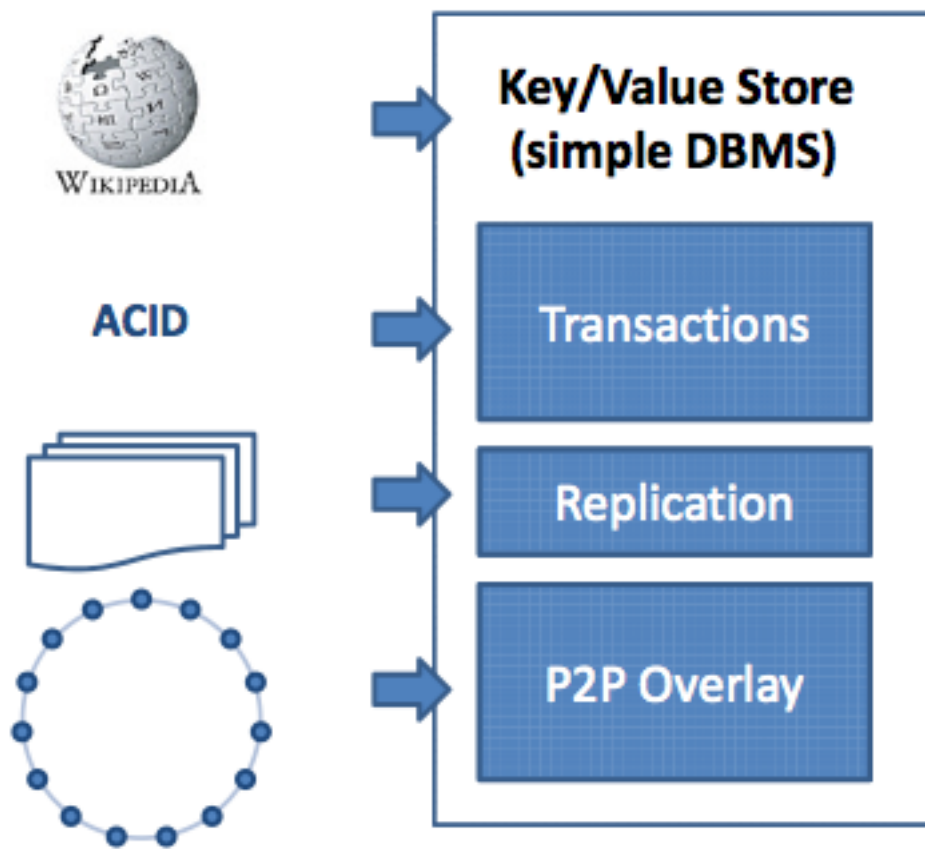 WIKIPEDIA
Key/Value Store
(simple DBMS)
ACID
Transactions
Replication
P2P Overlay